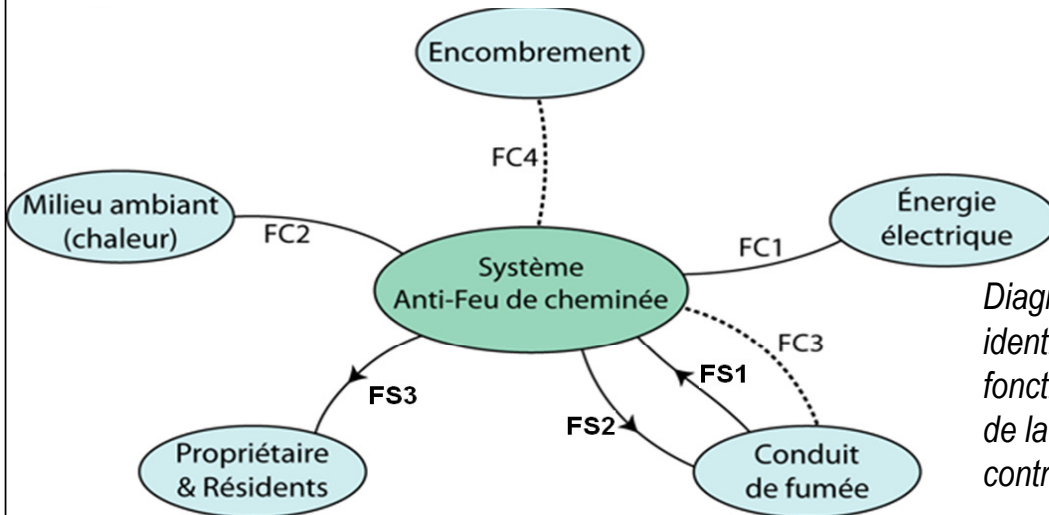 Encombrement
FC4
Milieu ambiant
(chaleur)
FC2
Énergie
électrique
FC1
Système
Anti-Feu de cheminée
FC3
FS1
FS3
FS2
Propriétaire
& Résidents
Conduit
de fumée
Diagr
ident
fonct
de la
contr